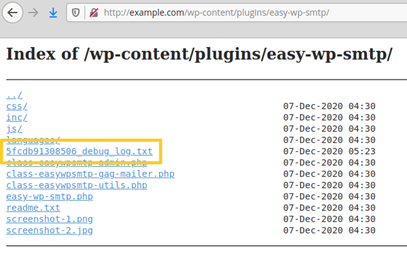 http://example.com/wp-content/plugins/easy-wp-smtp/
Index of /wp-content/plugins/easy-wp-smtp/
../
css/ 07-Dec-2020 04:30
inc/ 07-Dec-2020 04:30
js/ 07-Dec-2020 04:30
languages/ 07-Dec-2020 04:30
5fcdb91308506_debug_log.txt 07-Dec-2020 05:23
class-easywpsmtp-admin.php 07-Dec-2020 04:30
class-easywpsmtp-gag-mailer.php 07-Dec-2020 04:30
class-easywpsmtp-utils.php 07-Dec-2020 04:30
easy-wp-smtp.php 07-Dec-2020 04:30
readme.txt 07-Dec-2020 04:30
screenshot-1.png 07-Dec-2020 04:30
screenshot-2.jpg 07-Dec-2020 04:30